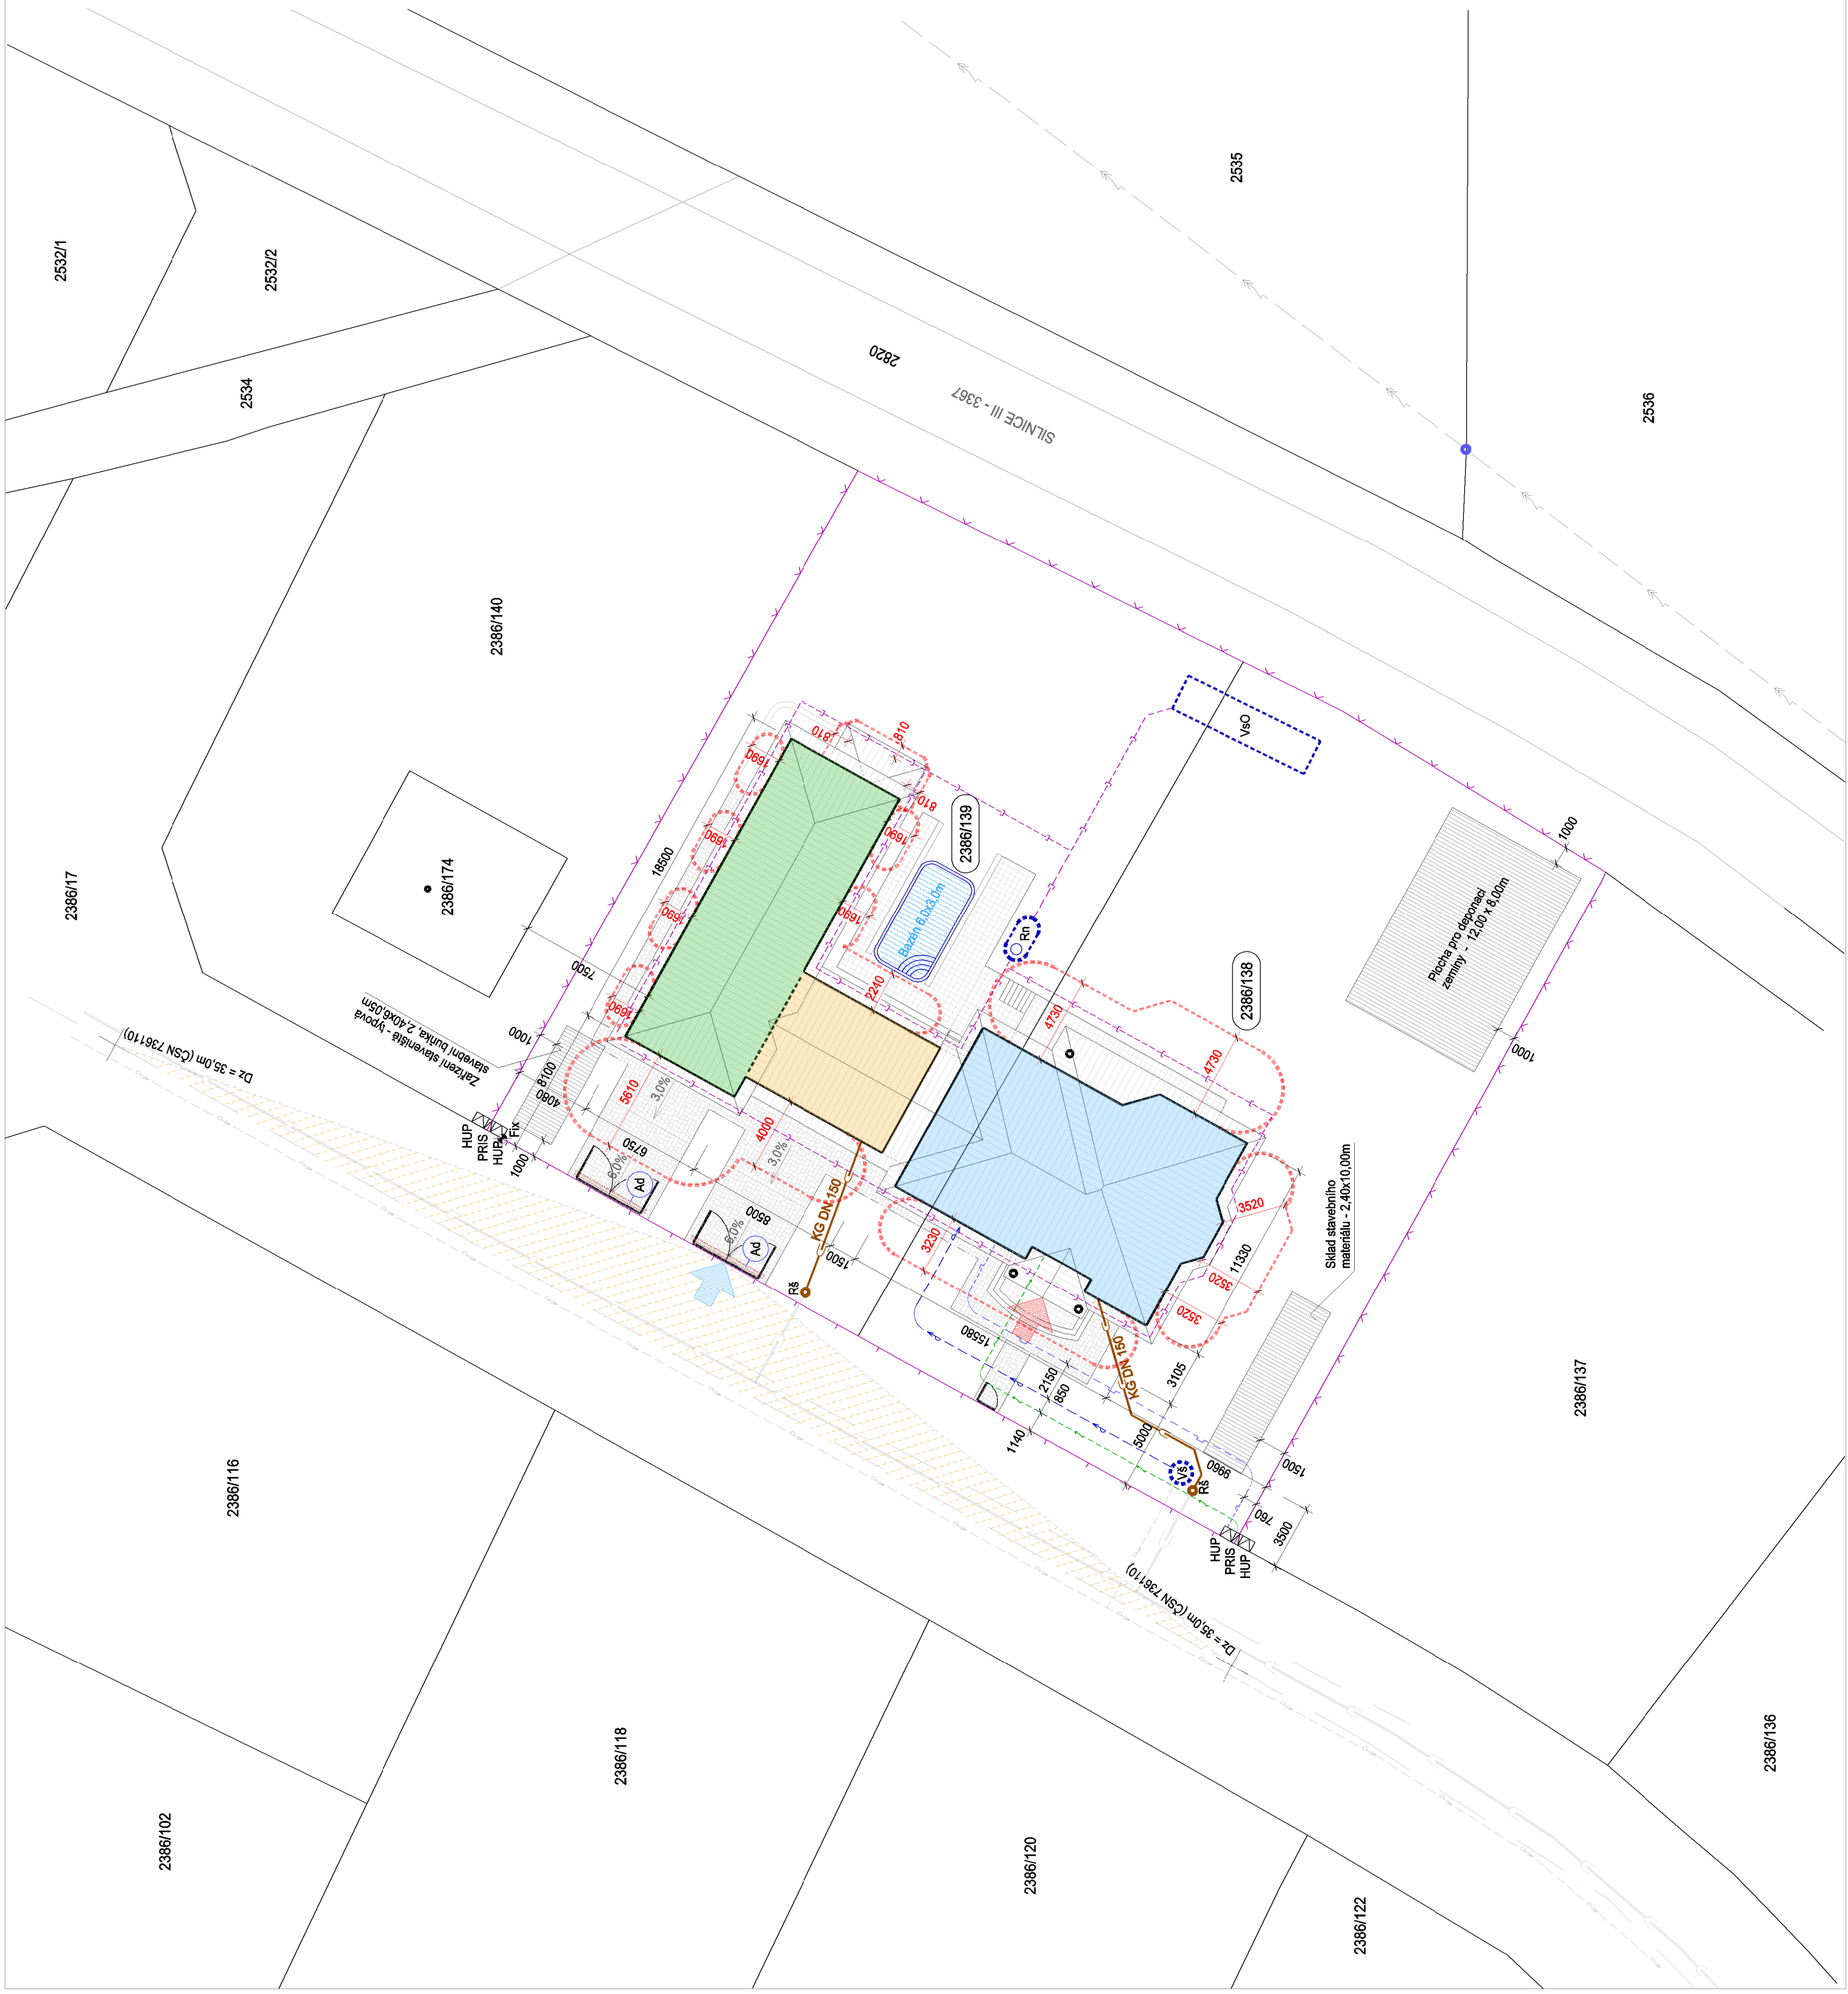 2532/1
2532/2
2534
2535
2536
2820
SILNICE III - 3367
2386/17
2386/140
2386/174
2386/139
2386/138
2386/137
2386/136
2386/116
2386/118
2386/102
2386/120
2386/122
Dz = 35,0m (ČSN 736110)
Zařízení staveniště - typová
stavební buňka, 2,40x6,05m
HUP
PRIS
HUP
Fix
1000
1000
8100
4080
7500
18500
1690
1690
1690
1690
1690
1690
810
810
810
5610
3,0%
6750
6,0%
Ad
4000
3,0%
8500
6,0%
Ad
KG DN 150
Rš
1500
2240
Bazén 6,0x3,0m
Rn
VsO
4730
4730
3230
15580
3520
3520
3520
11330
3105
2150
850
1140
5000
KG DN 150
9960
Vš
Rš
760
1500
3500
HUP
PRIS
HUP
Sklad stavebního
materiálu - 2,40x10,00m
Plocha pro deponaci
zeminy - 12,00 x 8,00m
1000
1000
Dz = 35,0m (ČSN 736110)